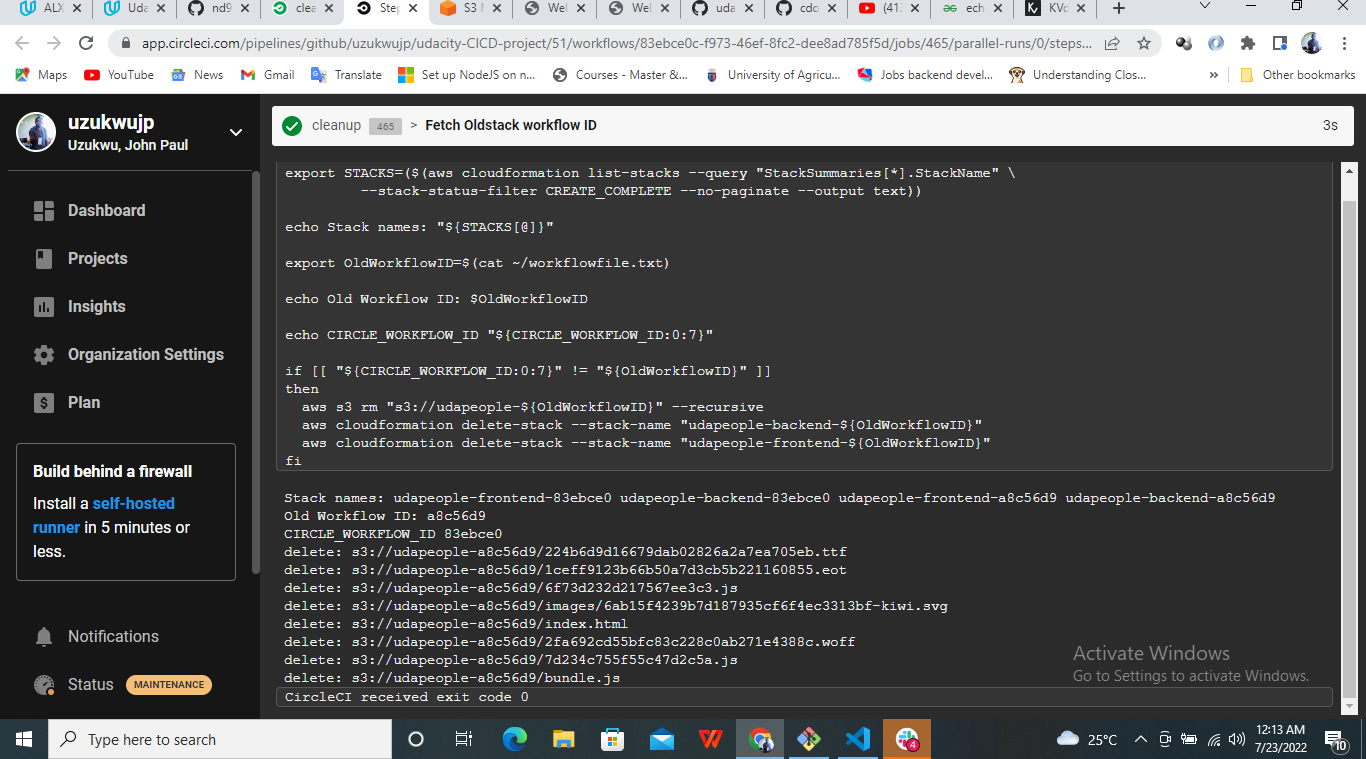 ALX
Uda
nd9
clea
Step
S3 M
Wel
Wel
uda
cdc
(41
ech
KVd
app.circleci.com/pipelines/github/uzukwujp/udacity-CICD-project/51/workflows/83ebce0c-f973-46ef-8fc2-dee8ad785f5d/jobs/465/parallel-runs/0/steps...
Maps
YouTube
News
Gmail
Translate
Set up NodeJS on n...
Courses - Master &...
University of Agricu...
Jobs backend devel...
Understanding Clos...
»
Other bookmarks
uzukwujp
Uzukwu, John Paul
Dashboard
Projects
Insights
Organization Settings
Plan
Build behind a firewall
Install a self-hosted
runner in 5 minutes or
less.
Notifications
Status MAINTENANCE
cleanup 465 > Fetch Oldstack workflow ID 3s
export STACKS=($(aws cloudformation list-stacks --query "StackSummaries[*].StackName" \
--stack-status-filter CREATE_COMPLETE --no-paginate --output text))
echo Stack names: "${STACKS[@]}"
export OldWorkflowID=$(cat ~/workflowfile.txt)
echo Old Workflow ID: $OldWorkflowID
echo CIRCLE_WORKFLOW_ID "${CIRCLE_WORKFLOW_ID:0:7}"
if [[ "${CIRCLE_WORKFLOW_ID:0:7}" != "${OldWorkflowID}" ]]
then
aws s3 rm "s3://udapeople-${OldWorkflowID}" --recursive
aws cloudformation delete-stack --stack-name "udapeople-backend-${OldWorkflowID}"
aws cloudformation delete-stack --stack-name "udapeople-frontend-${OldWorkflowID}"
fi
Stack names: udapeople-frontend-83ebce0 udapeople-backend-83ebce0 udapeople-frontend-a8c56d9 udapeople-backend-a8c56d9
Old Workflow ID: a8c56d9
CIRCLE_WORKFLOW_ID 83ebce0
delete: s3://udapeople-a8c56d9/224b6d9d16679dab02826a2a7ea705eb.ttf
delete: s3://udapeople-a8c56d9/1ceff9123b66b50a7d3cb5b221160855.eot
delete: s3://udapeople-a8c56d9/6f73d232d217567ee3c3.js
delete: s3://udapeople-a8c56d9/images/6ab15f4239b7d187935cf6f4ec3313bf-kiwi.svg
delete: s3://udapeople-a8c56d9/index.html
delete: s3://udapeople-a8c56d9/2fa692cd55bfc83c228c0ab271e4388c.woff
delete: s3://udapeople-a8c56d9/7d234c755f55c47d2c5a.js
delete: s3://udapeople-a8c56d9/bundle.js
CircleCI received exit code 0
Activate Windows
Go to Settings to activate Windows.
Type here to search
4
25°C
12:13 AM
7/23/2022
10